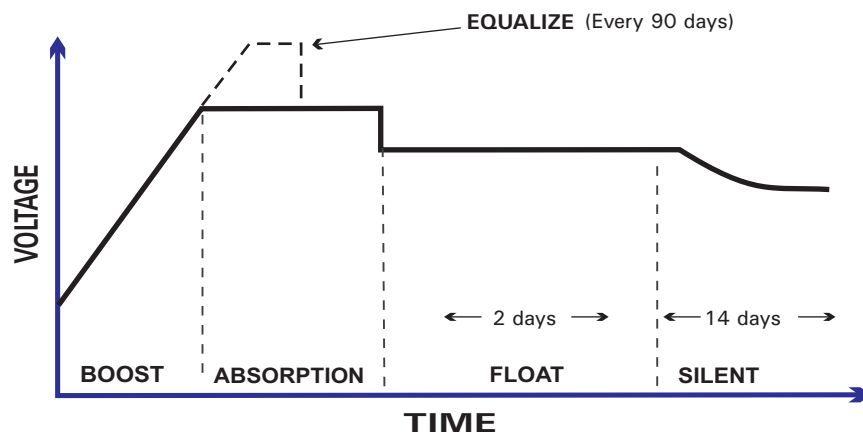 EQUALIZE (Every 90 days)
VOLTAGE
2 days
14 days
BOOST
ABSORPTION
FLOAT
SILENT
TIME